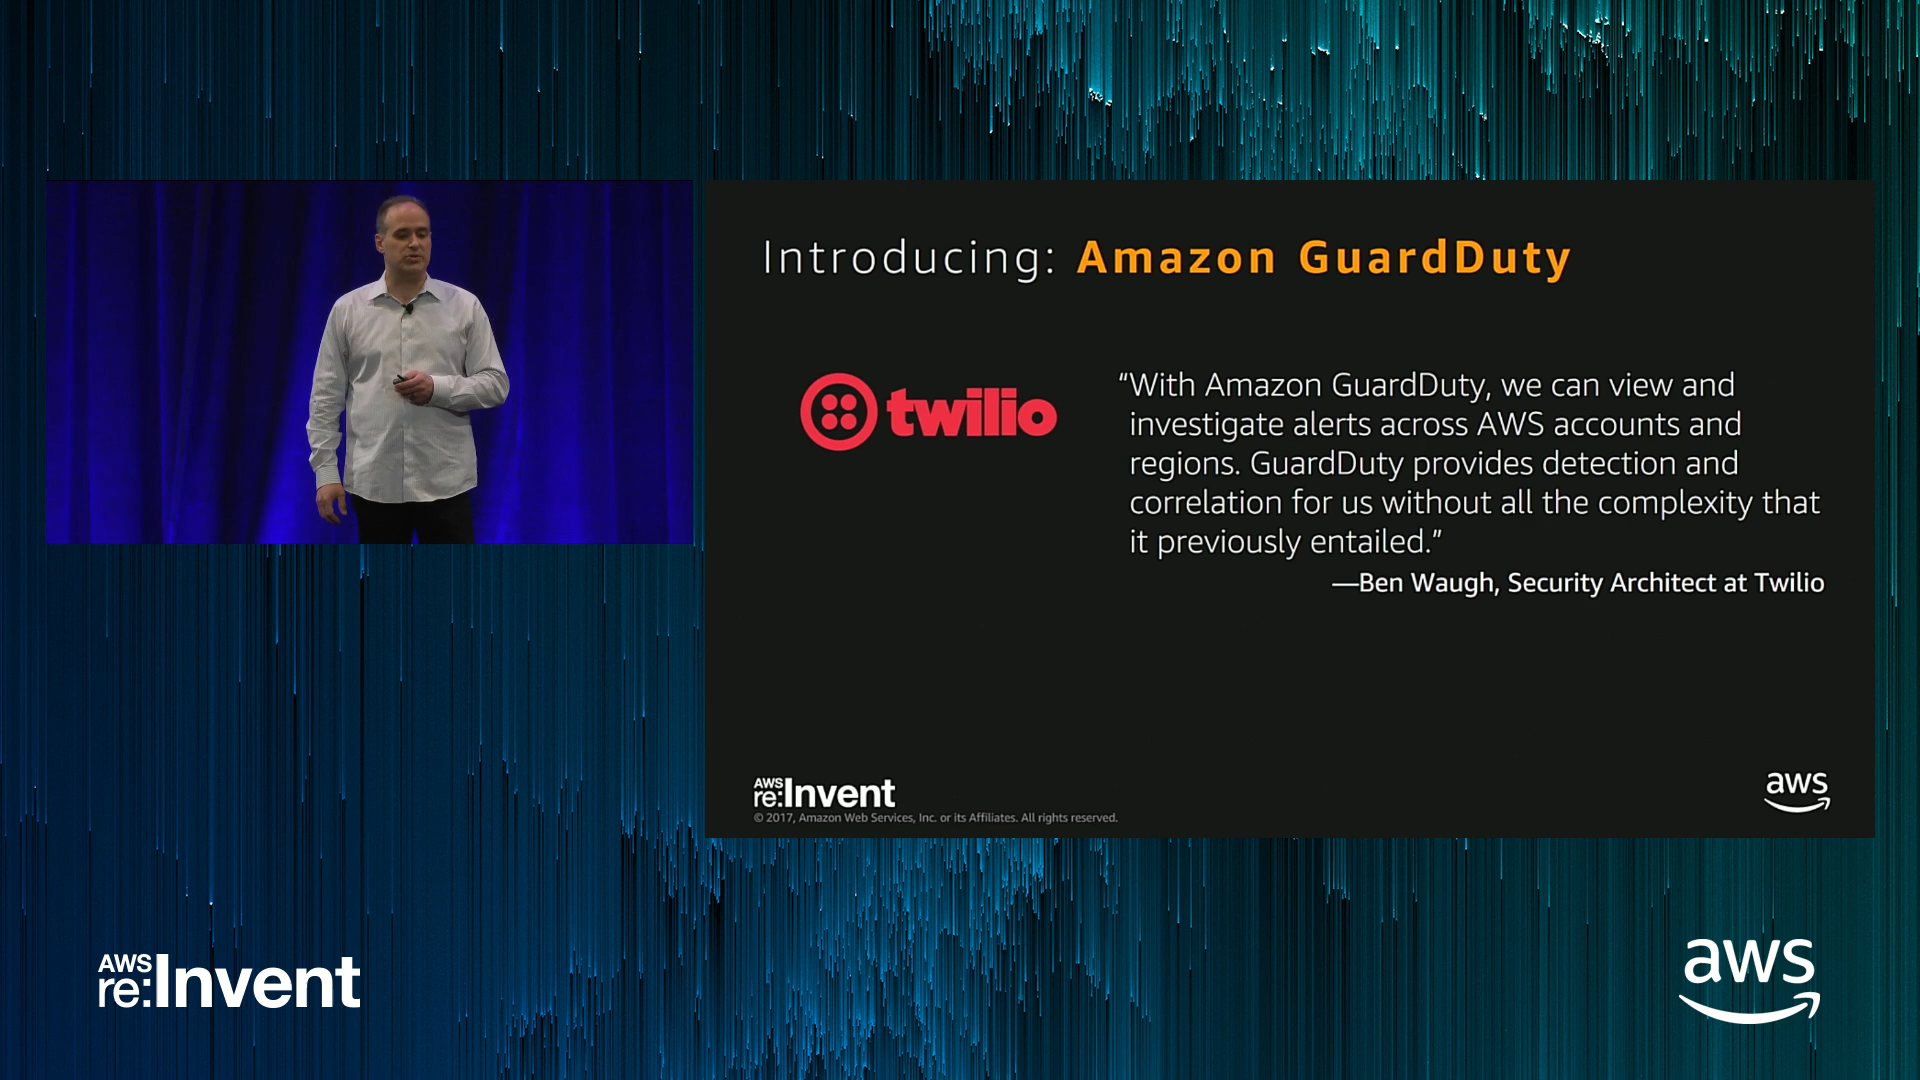 Introducing: Amazon GuardDuty
twilio
“With Amazon GuardDuty, we can view and
investigate alerts across AWS accounts and
regions. GuardDuty provides detection and
correlation for us without all the complexity that
it previously entailed.”
—Ben Waugh, Security Architect at Twilio
AWS
re:Invent
© 2017, Amazon Web Services, Inc. or its Affiliates. All rights reserved.
aws
AWS
re:Invent
aws